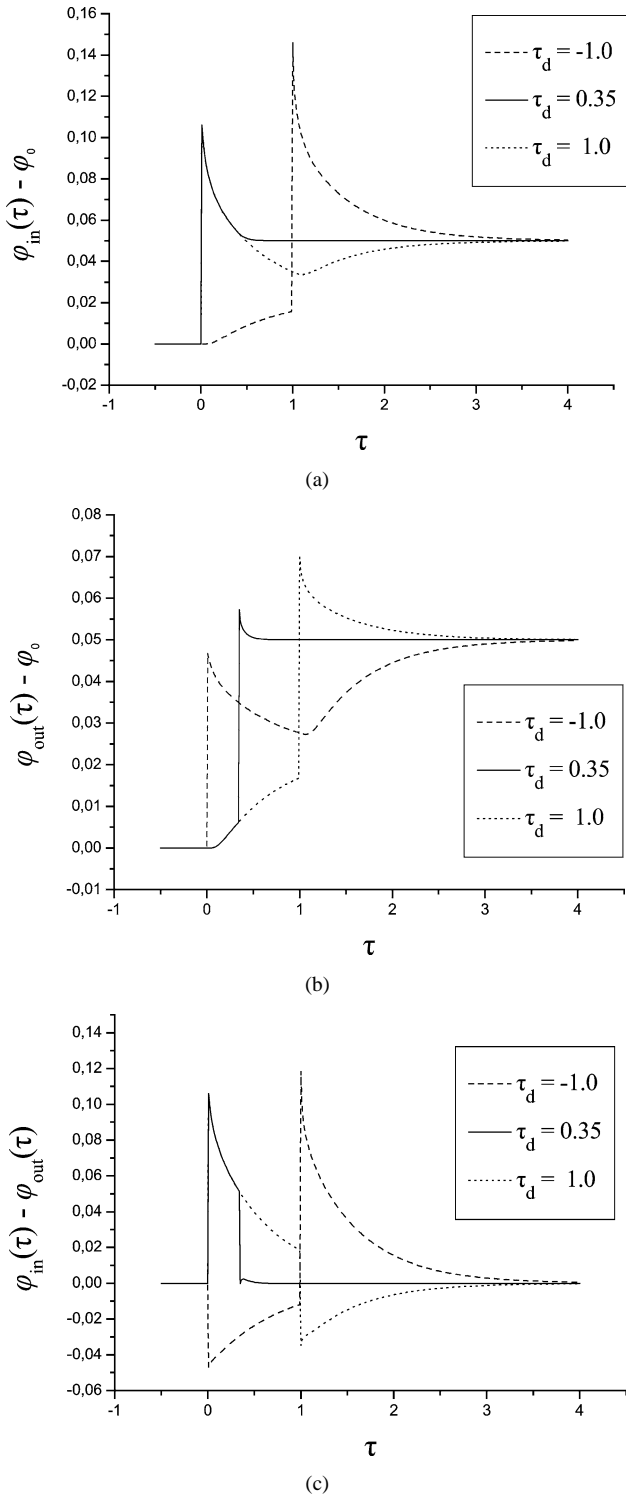 0,16
0,14
0,12
0,10
0,08
0,06
0,04
0,02
0,00
-0,02
φin(τ) - φ0
-1
0
1
2
3
4
τ
τd = -1.0
τd = 0.35
τd = 1.0
(a)
0,08
0,07
0,06
0,05
0,04
0,03
0,02
0,01
0,00
-0,01
φout(τ) - φ0
-1
0
1
2
3
4
τ
τd = -1.0
τd = 0.35
τd = 1.0
(b)
0,14
0,12
0,10
0,08
0,06
0,04
0,02
0,00
-0,02
-0,04
-0,06
φin(τ) - φout(τ)
-1
0
1
2
3
4
τ
τd = -1.0
τd = 0.35
τd = 1.0
(c)